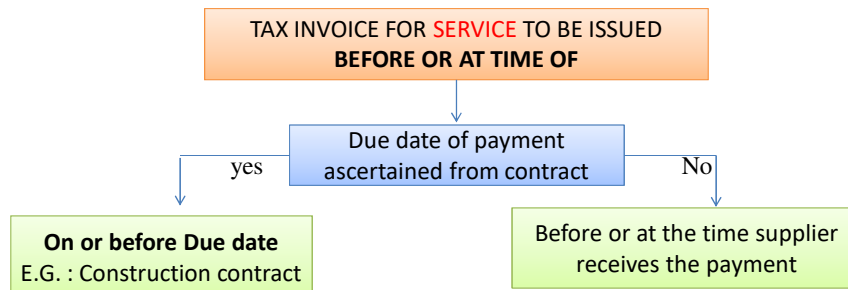 TAX INVOICE FOR SERVICE TO BE ISSUED
BEFORE OR AT TIME OF
Due date of payment
ascertained from contract
yes
No
On or before Due date
E.G. : Construction contract
Before or at the time supplier
receives the payment